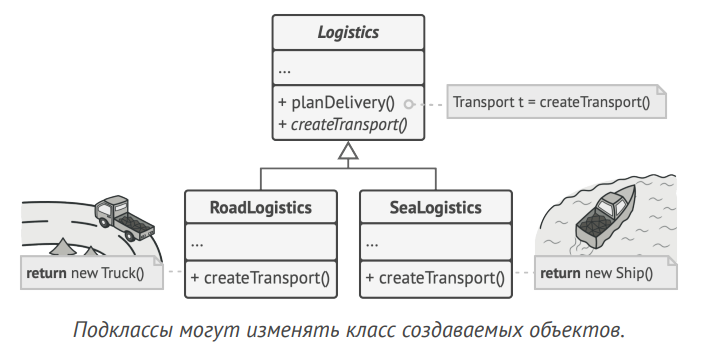 Logistics
...
+ planDelivery()
+ createTransport()
Transport t = createTransport()
RoadLogistics
...
+ createTransport()
SeaLogistics
...
+ createTransport()
return new Truck()
return new Ship()
Подклассы могут изменять класс создаваемых объектов.